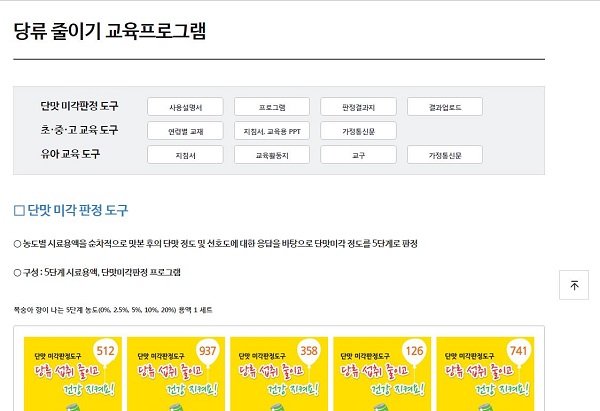 당류 줄이기 교육프로그램
단맛 미각판정 도구 사용설명서 프로그램 판정결과지 결과업로드
초·중·고 교육 도구 연령별 교재 지침서, 교육용 PPT 가정통신문
유아 교육 도구 지침서 교육활동지 교구 가정통신문
□ 단맛 미각 판정 도구
○ 농도별 시료용액을 순차적으로 맛본 후의 단맛 정도 및 선호도에 대한 응답을 바탕으로 단맛미각 정도를 5단계로 판정
○ 구성 : 5단계 시료용액, 단맛미각판정 프로그램
복숭아 향이 나는 5단계 농도(0%, 2.5%, 5%, 10%, 20%) 용액 1 세트
단맛 미각판정도구 512 단맛 미각판정도구 937 단맛 미각판정도구 358 단맛 미각판정도구 126 단맛 미각판정도구 741
당류 섭취 줄이고 당류 섭취 줄이고 당류 섭취 줄이고 당류 섭취 줄이고 당류 섭취 줄이고
건강 지켜요! 건강 지켜요! 건강 지켜요! 건강 지켜요! 건강 지켜요!